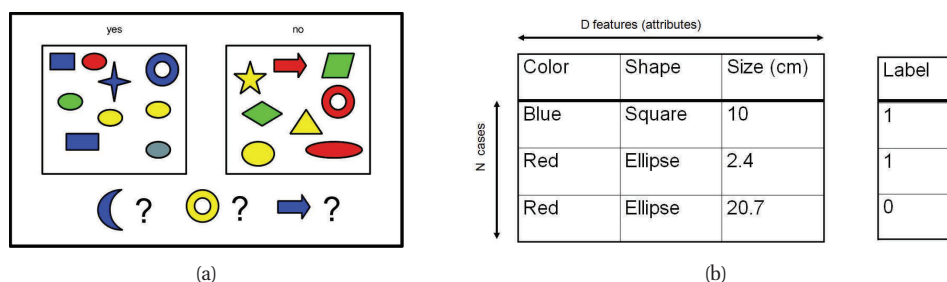 yes no
? ? ?
(a)
D features (attributes)
N cases
Color Shape Size (cm) Label
Blue Square 10 1
Red Ellipse 2.4 1
Red Ellipse 20.7 0
(b)